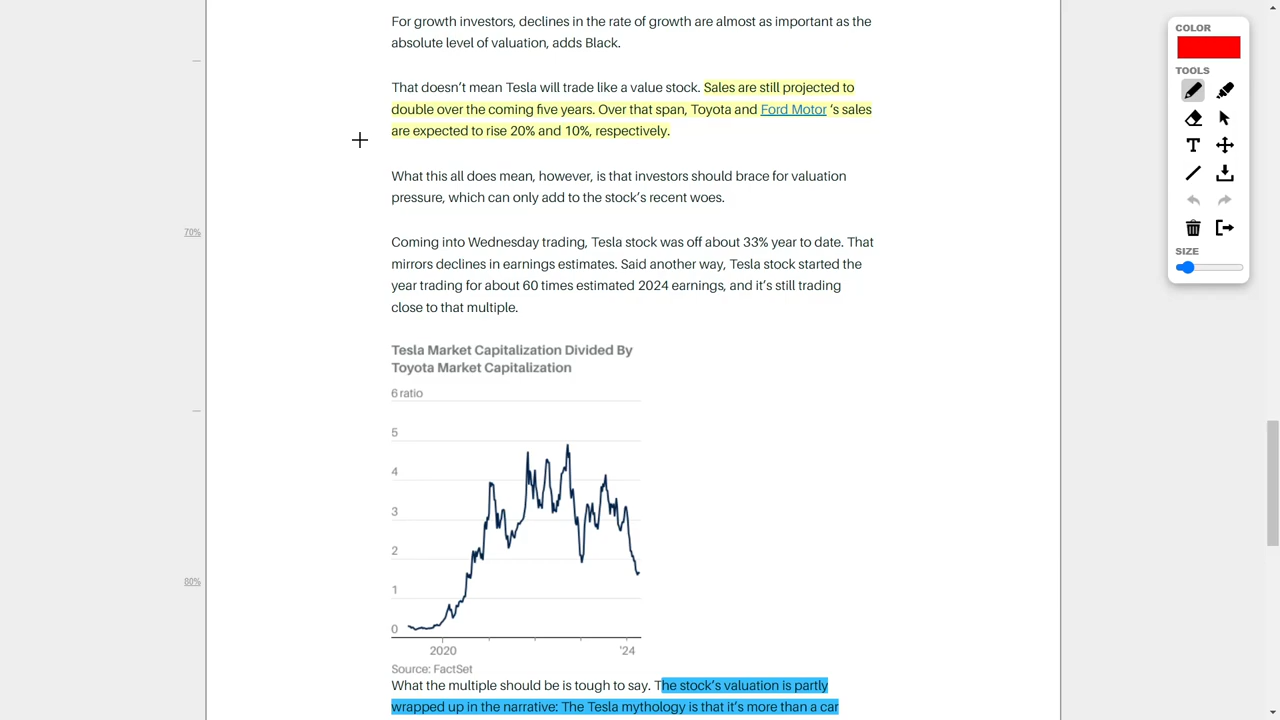 For growth investors, declines in the rate of growth are almost as important as the
absolute level of valuation, adds Black.
That doesn’t mean Tesla will trade like a value stock. Sales are still projected to
double over the coming five years. Over that span, Toyota and Ford Motor ‘s sales
are expected to rise 20% and 10%, respectively.
What this all does mean, however, is that investors should brace for valuation
pressure, which can only add to the stock’s recent woes.
70%
Coming into Wednesday trading, Tesla stock was off about 33% year to date. That
mirrors declines in earnings estimates. Said another way, Tesla stock started the
year trading for about 60 times estimated 2024 earnings, and it’s still trading
close to that multiple.
Tesla Market Capitalization Divided By
Toyota Market Capitalization
6 ratio
5
4
3
2
1
0
2020 '24
80%
Source: FactSet
What the multiple should be is tough to say. The stock’s valuation is partly
wrapped up in the narrative: The Tesla mythology is that it’s more than a car
COLOR
TOOLS
T
SIZE